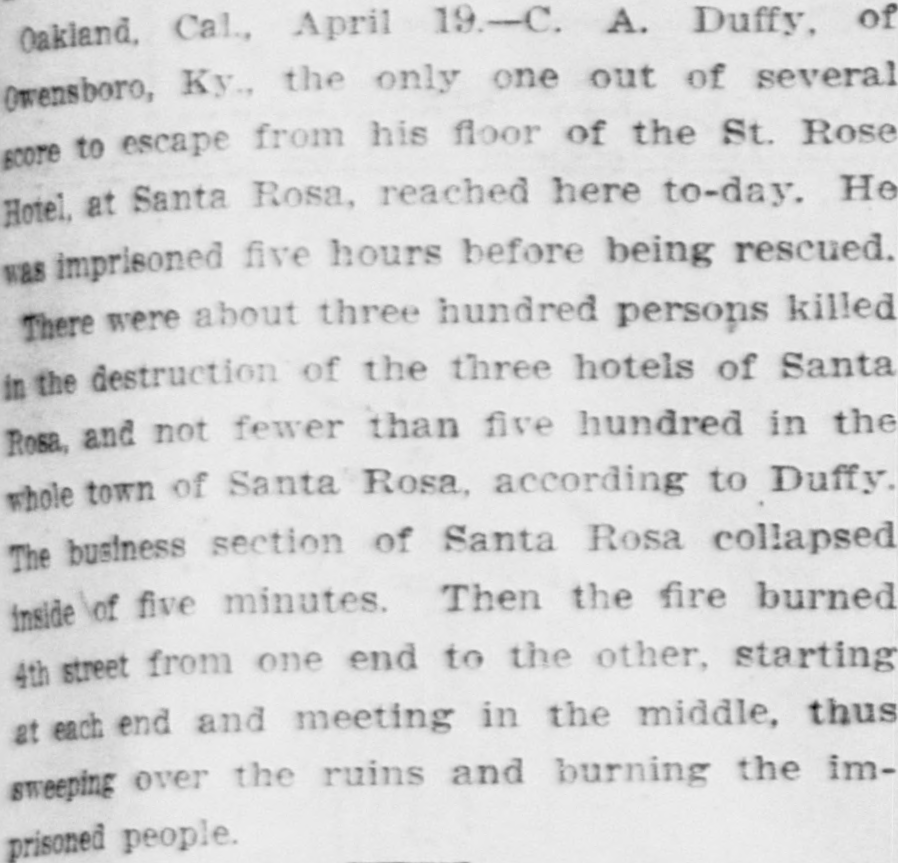 Oakland, Cal., April 19.—C. A. Duffy, of
Owensboro, Ky., the only one out of several
score to escape from his floor of the St. Rose
Hotel, at Santa Rosa, reached here to-day. He
was imprisoned five hours before being rescued.
There were about three hundred persons killed
in the destruction of the three hotels of Santa
Rosa, and not fewer than five hundred in the
whole town of Santa Rosa, according to Duffy.
The business section of Santa Rosa collapsed
inside of five minutes. Then the fire burned
4th street from one end to the other, starting
at each end and meeting in the middle, thus
sweeping over the ruins and burning the im-
prisoned people.